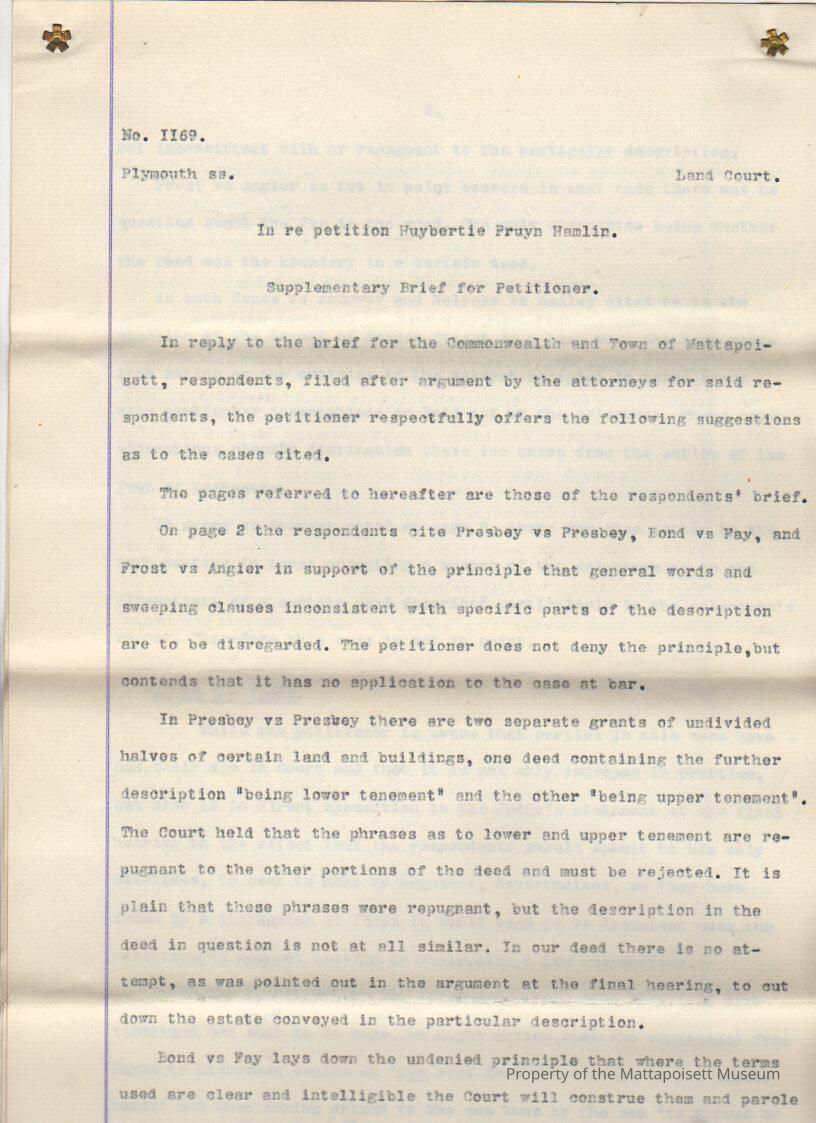 No. II69.
Plymouth ss. Land Court.
In re petition Huybertie Pruyn Hamlin.
Supplementary Brief for Petitioner.
In reply to the brief for the Commonwealth and Town of Mattapoi-
sett, respondents, filed after argument by the attorneys for said re-
spondents, the petitioner respectfully offers the following suggestions
as to the cases cited.
The pages referred to hereafter are those of the respondents' brief.
On page 2 the respondents cite Presbey vs Presbey, Bond vs Fay, and
Frost vs Angier in support of the principle that general words and
sweeping clauses inconsistent with specific parts of the description
are to be disregarded. The petitioner does not deny the principle,but
contends that it has no application to the case at bar.
In Presbey vs Presbey there are two separate grants of undivided
halves of certain land and buildings, one deed containing the further
description "being lower tenement" and the other "being upper tenement".
The Court held that the phrases as to lower and upper tenement are re-
pugnant to the other portions of the deed and must be rejected. It is
plain that these phrases were repugnant, but the description in the
deed in question is not at all similar. In our deed there is no at-
tempt, as was pointed out in the argument at the final hearing, to cut
down the estate conveyed in the particular description.
Bond vs Fay lays down the undenied principle that where the terms
used are clear and intelligible the Court will construe them and parole
Property of the Mattapoisett Museum